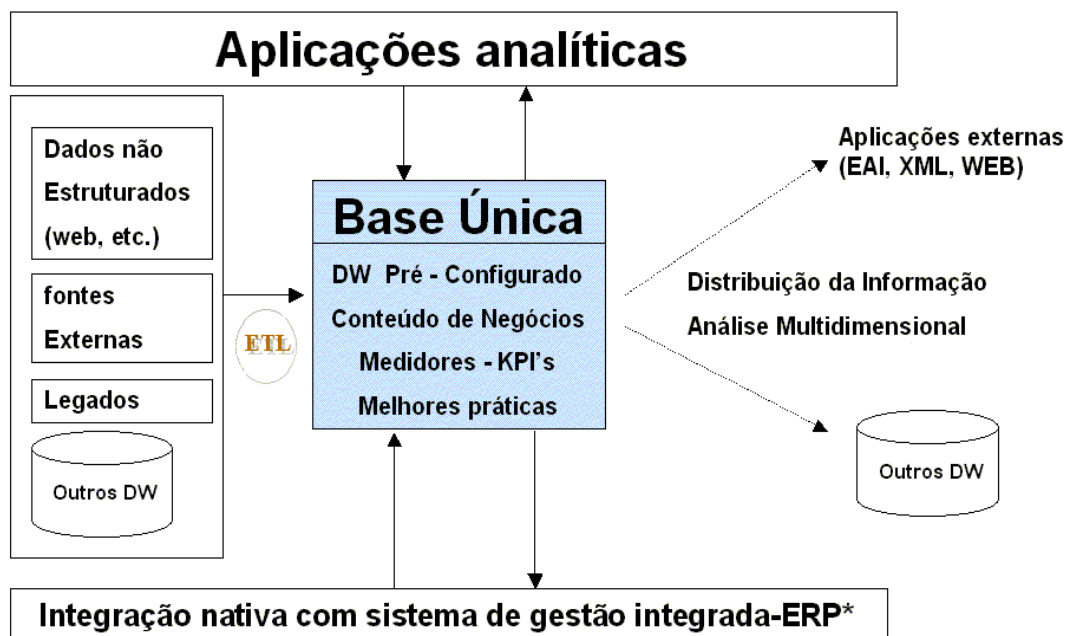 Aplicações analíticas
Dados não
Estruturados
(web, etc.)
fontes
Externas
Legados
Outros DW
ETL
Base Única
DW Pré - Configurado
Conteúdo de Negócios
Medidores - KPI's
Melhores práticas
Aplicações externas
(EAI, XML, WEB)
Distribuição da Informação
Análise Multidimensional
Outros DW
Integração nativa com sistema de gestão integrada-ERP*